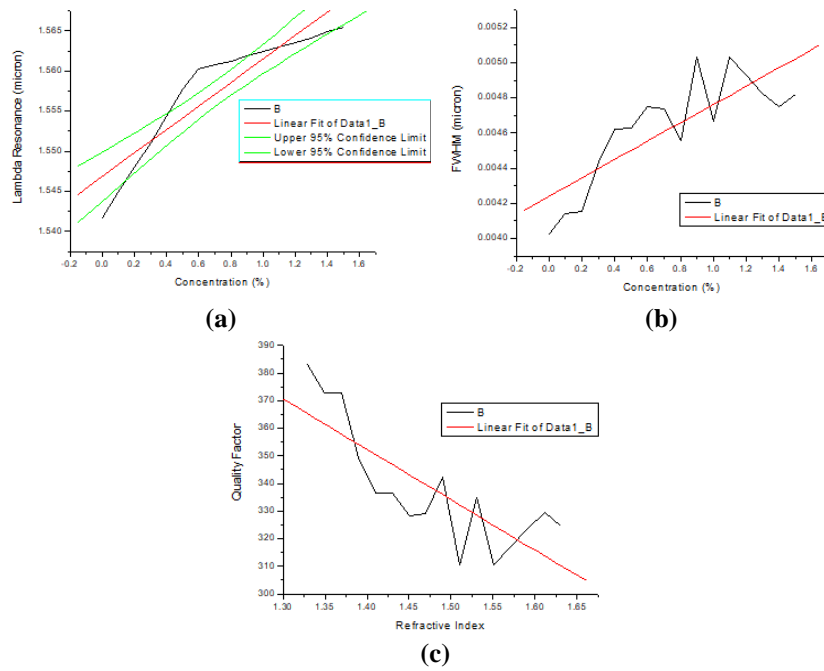 1.565
1.560
1.555
1.550
1.545
1.540
Lambda Resonance (micron)
-0.2 0.0 0.2 0.4 0.6 0.8 1.0 1.2 1.4 1.6
Concentration (%)
B
Linear Fit of Data1_B
Upper 95% Confidence Limit
Lower 95% Confidence Limit
(a)
0.0052
0.0050
0.0048
0.0046
0.0044
0.0042
0.0040
FWHM (micron)
-0.2 0.0 0.2 0.4 0.6 0.8 1.0 1.2 1.4 1.6
Concentration (%)
B
Linear Fit of Data1_B
(b)
390
380
370
360
350
340
330
320
310
300
Quality Factor
1.30 1.35 1.40 1.45 1.50 1.55 1.60 1.65
Refractive Index
B
Linear Fit of Data1_B
(c)